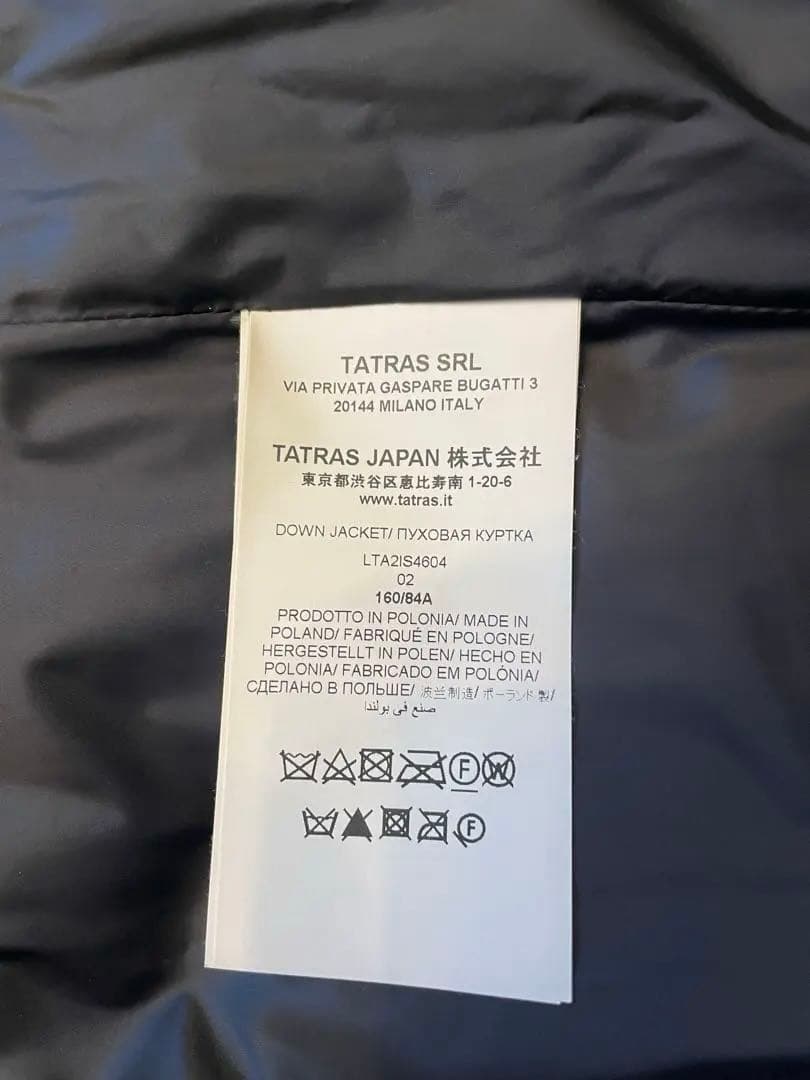 TATRAS SRL
VIA PRIVATA GASPARE BUGATTI 3
20144 MILANO ITALY
TATRAS JAPAN 株式会社
東京都渋谷区恵比寿南 1-20-6
www.tatras.it
DOWN JACKET/ ПУХОВАЯ КУРТКА
LTA2IS4604
02
160/84A
PRODOTTO IN POLONIA/ MADE IN
POLAND/ FABRIQUÉ EN POLOGNE/
HERGESTELLT IN POLEN/ HECHO EN
POLONIA/ FABRICADO EM POLÓNIA/
СДЕЛАНО В ПОЛЬШЕ/ 波兰制造/ ポーランド製/
صنع في بولندا
F W
F